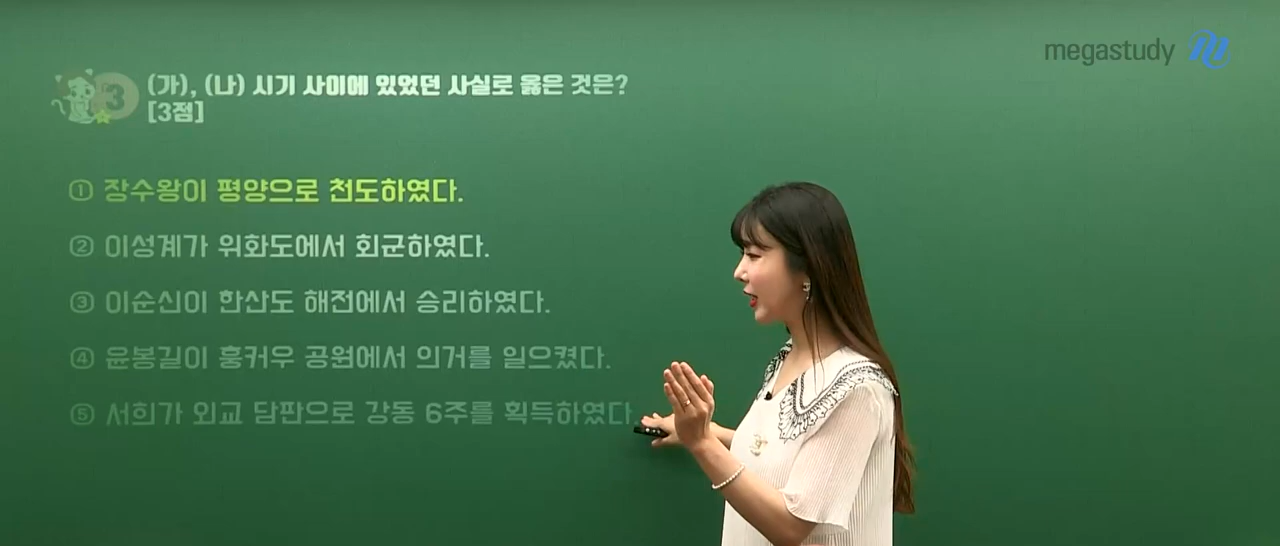 megastudy
3 (가), (나) 시기 사이에 있었던 사실로 옳은 것은?
[3점]
① 장수왕이 평양으로 천도하였다.
② 이성계가 위화도에서 회군하였다.
③ 이순신이 한산도 해전에서 승리하였다.
④ 윤봉길이 훙커우 공원에서 의거를 일으켰다.
⑤ 서희가 외교 담판으로 강동 6주를 획득하였다.